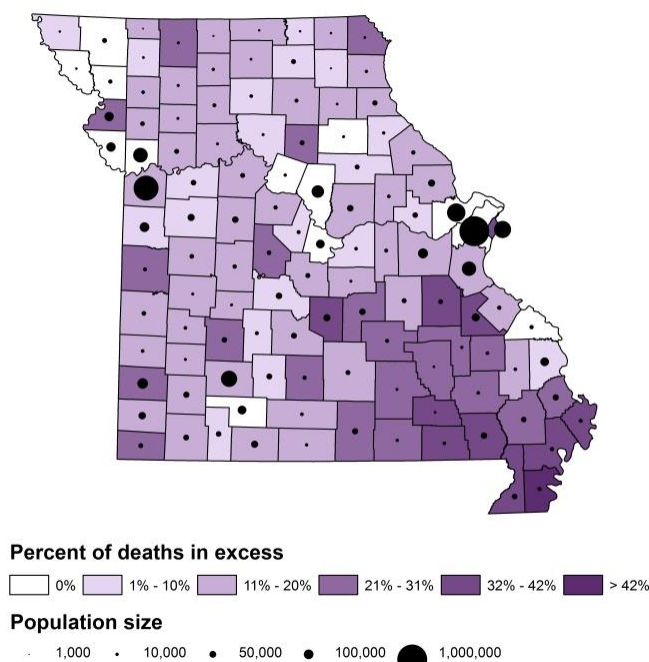 Percent of deaths in excess
0% 1% - 10% 11% - 20% 21% - 31% 32% - 42% > 42%
Population size
1,000 10,000 50,000 100,000 1,000,000